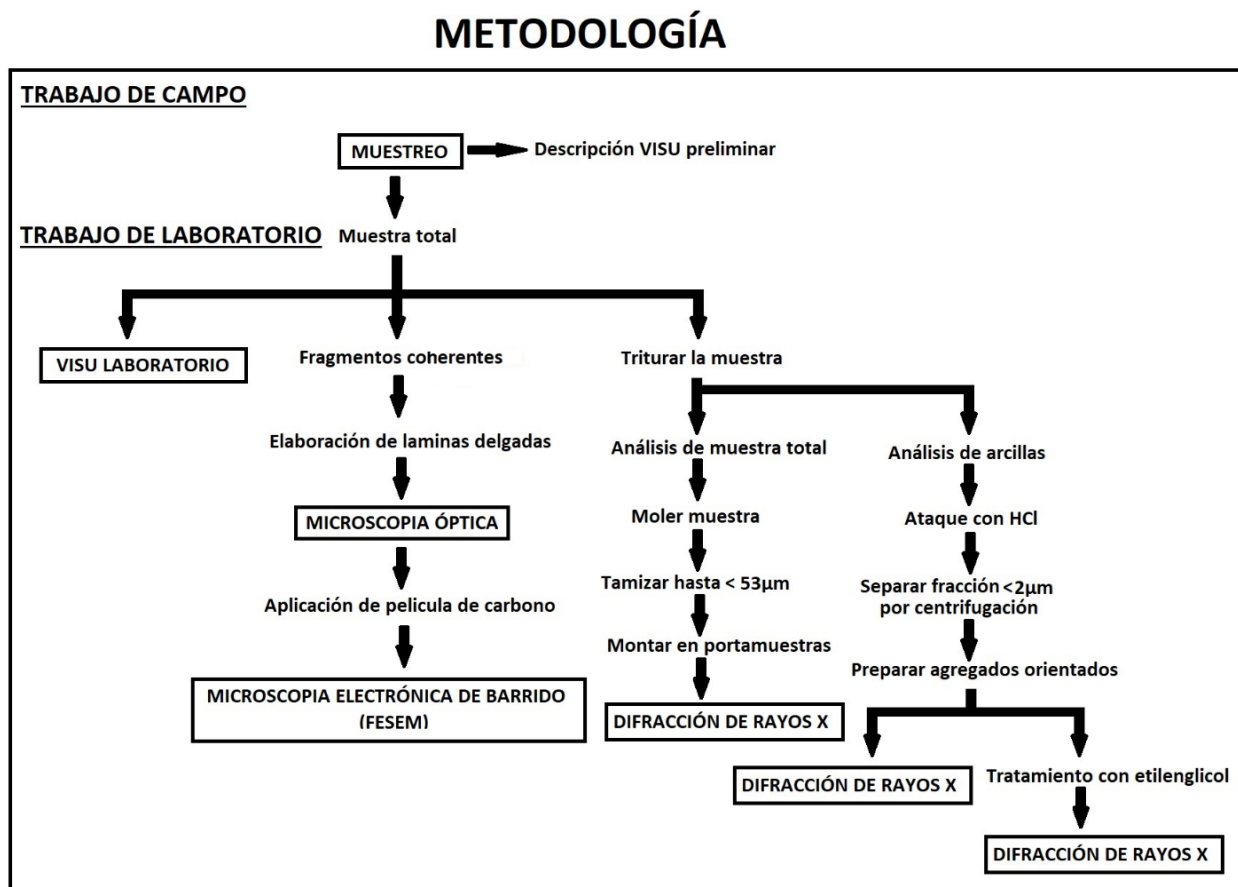 METODOLOGÍA
TRABAJO DE CAMPO
MUESTREO
Descripción VISU preliminar
TRABAJO DE LABORATORIO
Muestra total
VISU LABORATORIO
Fragmentos coherentes
Triturar la muestra
Elaboración de laminas delgadas
Análisis de muestra total
Análisis de arcillas
MICROSCOPIA ÓPTICA
Moler muestra
Ataque con HCl
Aplicación de pelicula de carbono
Tamizar hasta < 53µm
Separar fracción <2µm
por centrifugación
Montar en portamuestras
Preparar agregados orientados
MICROSCOPIA ELECTRÓNICA DE BARRIDO
(FESEM)
DIFRACCIÓN DE RAYOS X
DIFRACCIÓN DE RAYOS X
Tratamiento con etilenglicol
DIFRACCIÓN DE RAYOS X